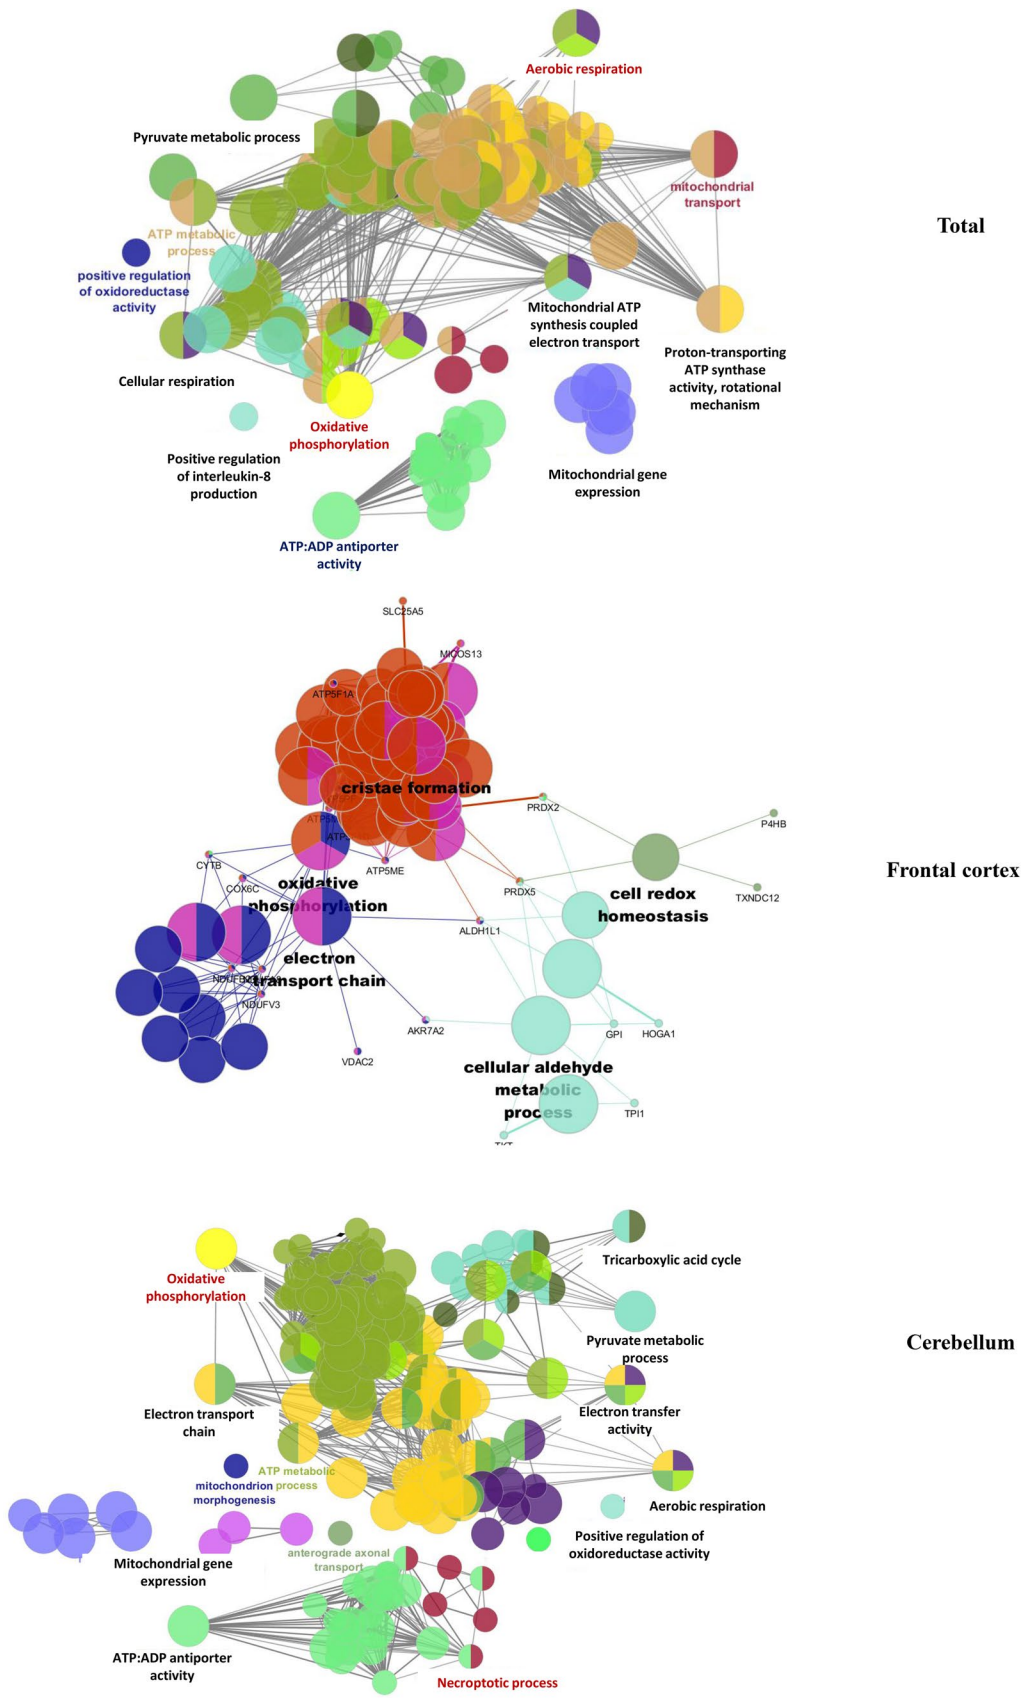 Aerobic respiration
Pyruvate metabolic process
mitochondrial
transport
Total
ATP metabolic
process
positive regulation
of oxidoreductase
activity
Mitochondrial ATP
synthesis coupled
electron transport
Proton-transporting
ATP synthase
activity, rotational
mechanism
Cellular respiration
Oxidative
phosphorylation
Positive regulation
of interleukin-8
production
Mitochondrial gene
expression
ATP:ADP antiporter
activity
SLC25A5
MICOS13
ATP5F1A
cristae formation
PRDX2
P4HB
CYTB
ATP5ME
Frontal cortex
COX6C
oxidative
phosphorylation
PRDX5
cell redox
homeostasis
TXNDC12
ALDH1L1
electron
transport chain
NDUFV3
AKR7A2
GPI
HOGA1
VDAC2
cellular aldehyde
metabolic
process
TPI1
Tricarboxylic acid cycle
Oxidative
phosphorylation
Pyruvate metabolic
process
Cerebellum
Electron transport
chain
Electron transfer
activity
ATP metabolic
process
mitochondrion
morphogenesis
Aerobic respiration
Positive regulation of
oxidoreductase activity
Mitochondrial gene
expression
anterograde axonal
transport
ATP:ADP antiporter
activity
Necroptotic process